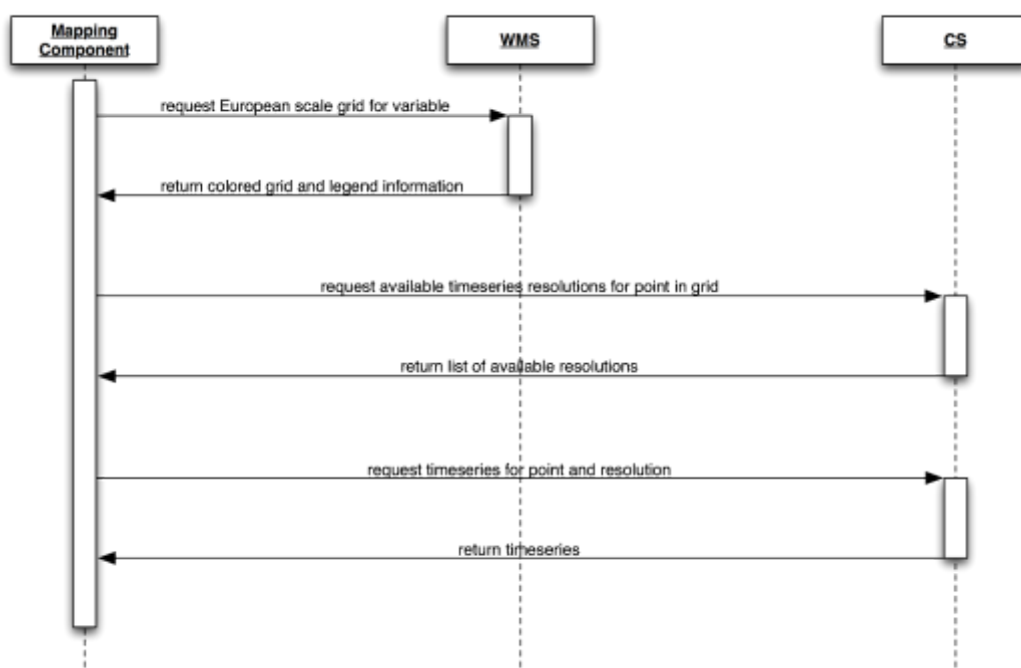 Mapping
Component
WMS
CS
request European scale grid for variable
return colored grid and legend information
request available timeseries resolutions for point in grid
return list of available resolutions
request timeseries for point and resolution
return timeseries